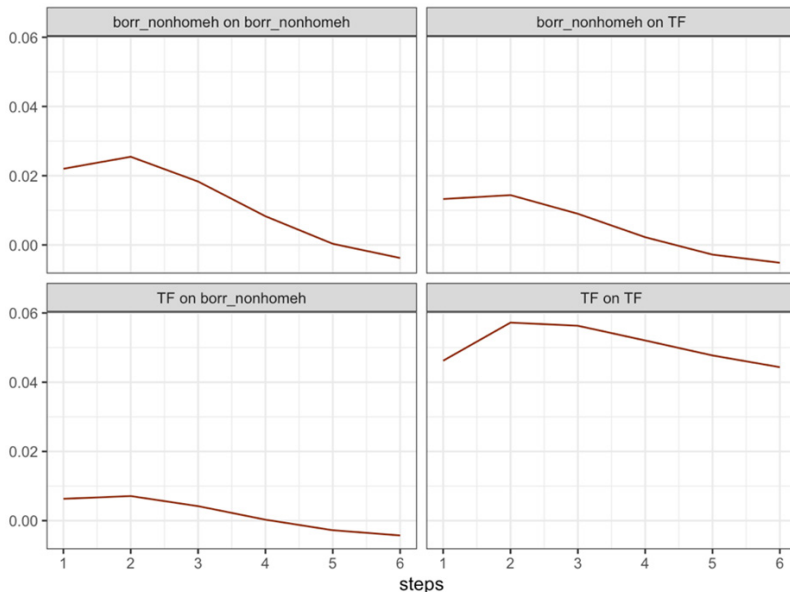 borr_nonhomeh on borr_nonhomeh
borr_nonhomeh on TF
0.06
0.04
0.02
0.00
TF on borr_nonhomeh
TF on TF
0.06
0.04
0.02
0.00
1 2 3 4 5 6
1 2 3 4 5 6
steps